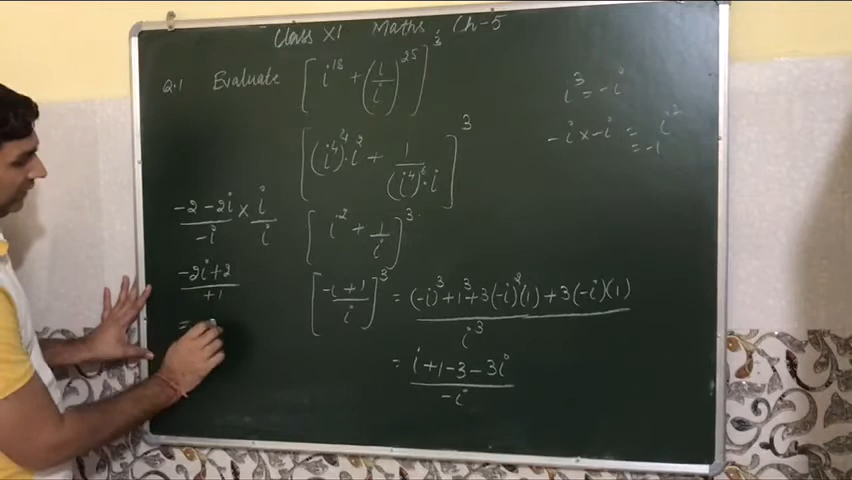 Class XI Maths Ch-5
Q.1 Evaluate [i^18 + (1/i)^25]^3
[(i^4)^4 · i^2 + 1/((i^4)^6 · i)]^3
[i^2 + 1/i]^3
[(-i + 1)/i]^3 = ((-i)^3 + 1^3 + 3(-i)^2(1) + 3(-i)(1))/i^3
= (i + 1 - 3 - 3i)/(-i)
(-2 - 2i)/(-i) × i/i
(-2i + 2)/(+1)
=
i^3 = -i
-i × -i = i^2
= -1